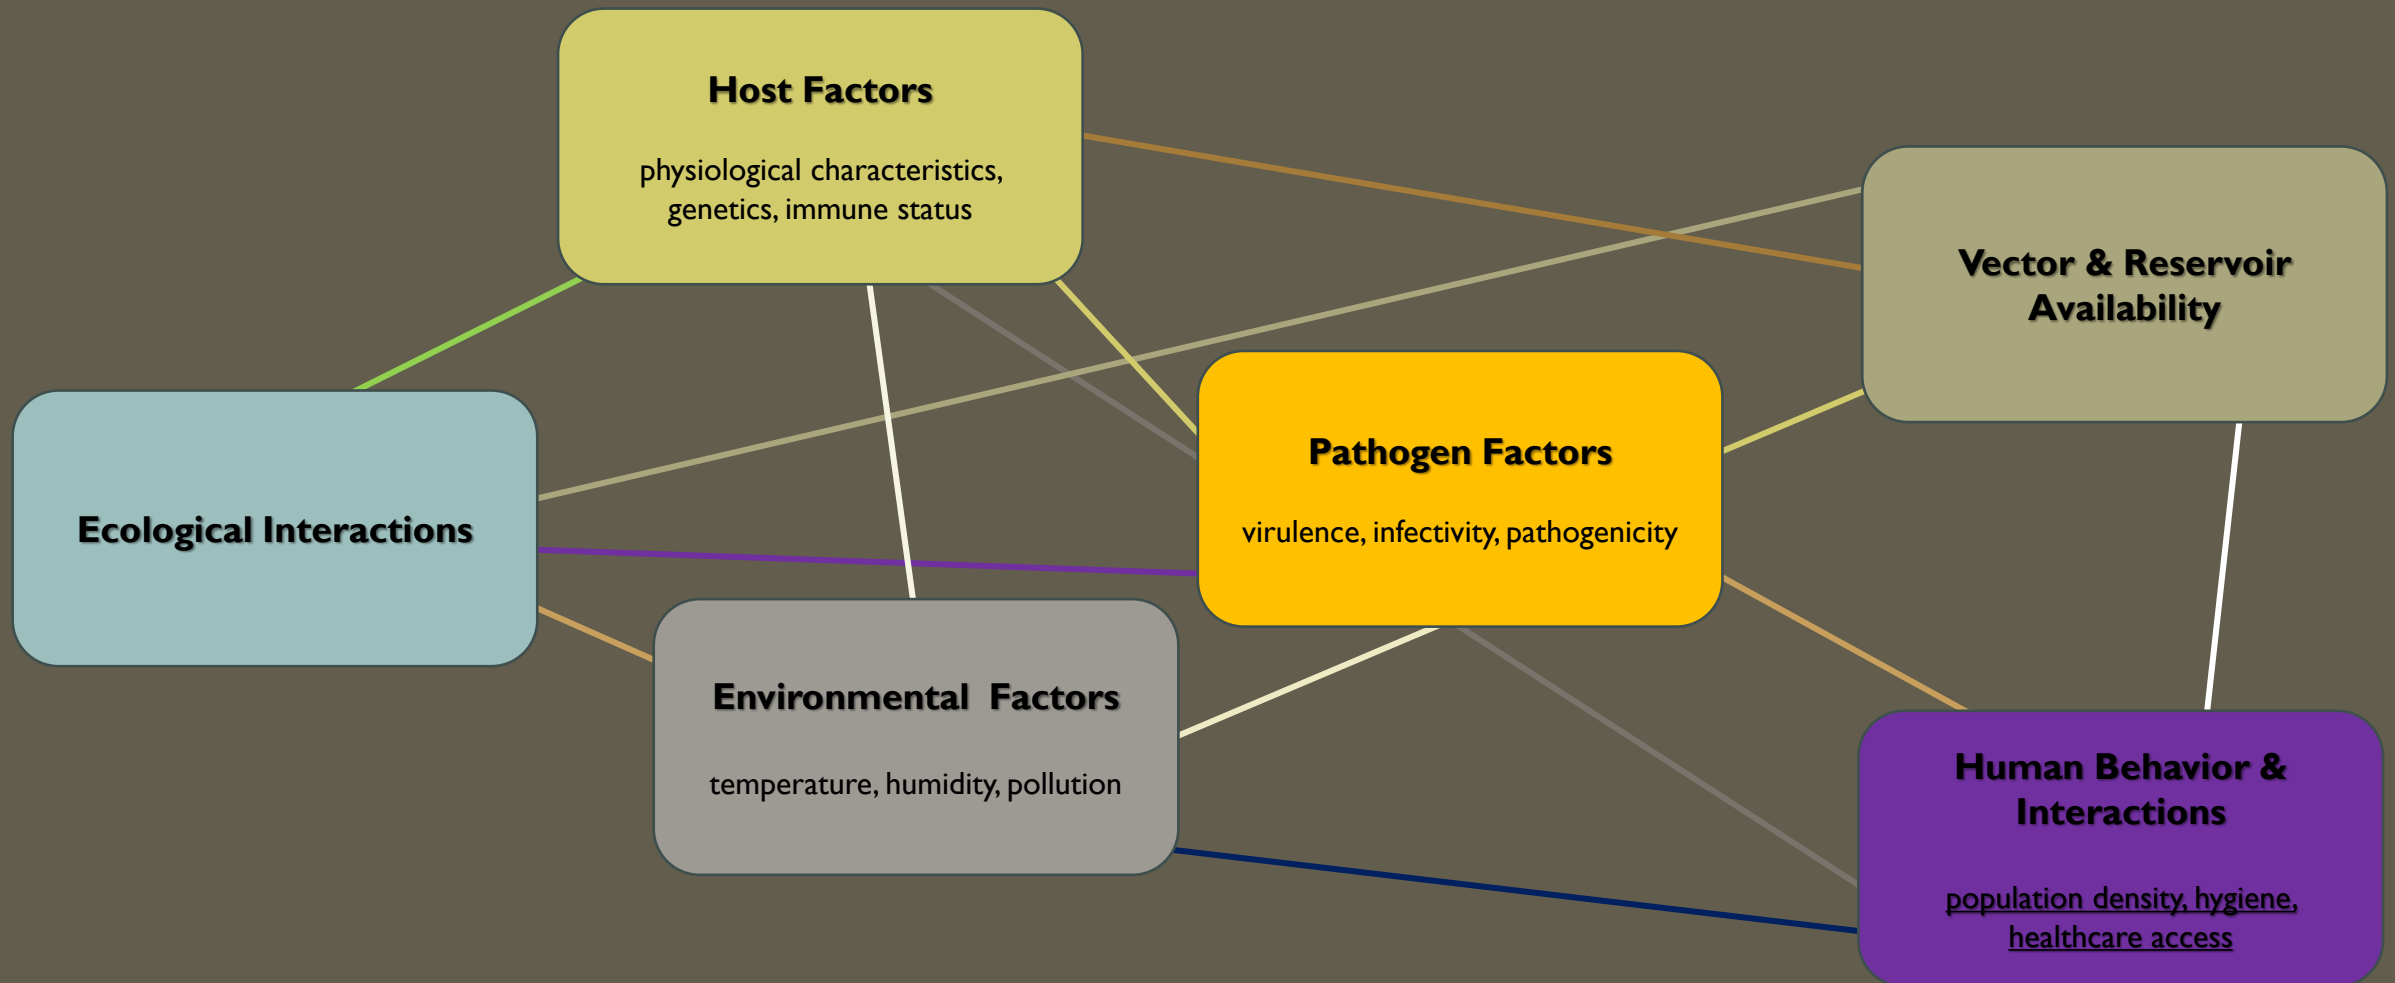 Host Factors
physiological characteristics,
genetics, immune status
Vector & Reservoir
Availability
Pathogen Factors
virulence, infectivity, pathogenicity
Ecological Interactions
Environmental  Factors
temperature, humidity, pollution
Human Behavior &
Interactions
population density, hygiene,
healthcare access